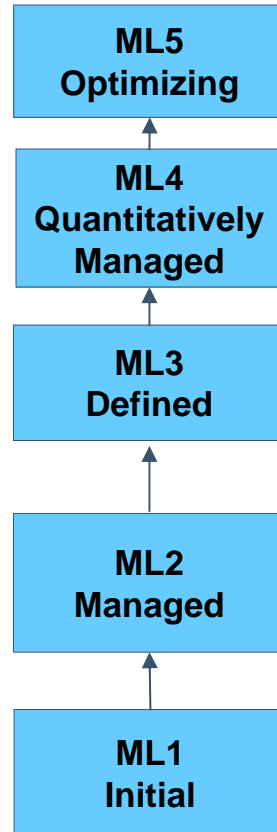 ML5
Optimizing
ML4
Quantitatively
Managed
ML3
Defined
ML2
Managed
ML1
Initial